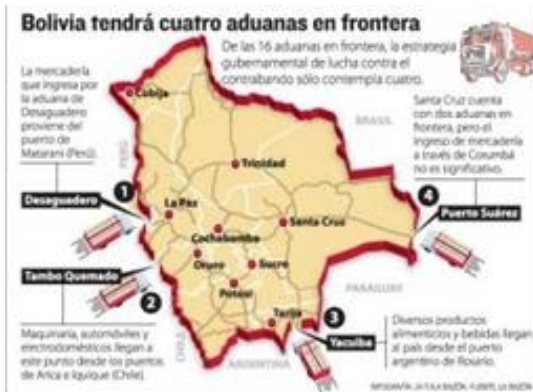 Bolivia tendrá cuatro aduanas en frontera
De las 16 aduanas en frontera, la estrategia
gubernamental de lucha contra el
contrabando sólo contempla cuatro.
La mercadería
que ingresa por
la aduana de
Desaguadero
proviene del
puerto de
Matarani (Perú).
Santa Cruz cuenta
con dos aduanas en
frontera, pero el
ingreso de mercadería
a través de Corumbá
no es significativo.
Cobija
BRASIL
PERÚ
Trinidad
1
4
Desaguadero
La Paz
Santa Cruz
Puerto Suárez
Cochabamba
Oruro
Sucre
Tambo Quemado
Potosí
PARAGUAY
2
Tarija
3
Yacuiba
CHILE
ARGENTINA
Maquinaria, automóviles y
electrodomésticos llegan a
este punto desde los puertos
de Arica e Iquique (Chile).
Diversos productos
alimenticios y bebidas llegan
al país desde el puerto
argentino de Rosario.